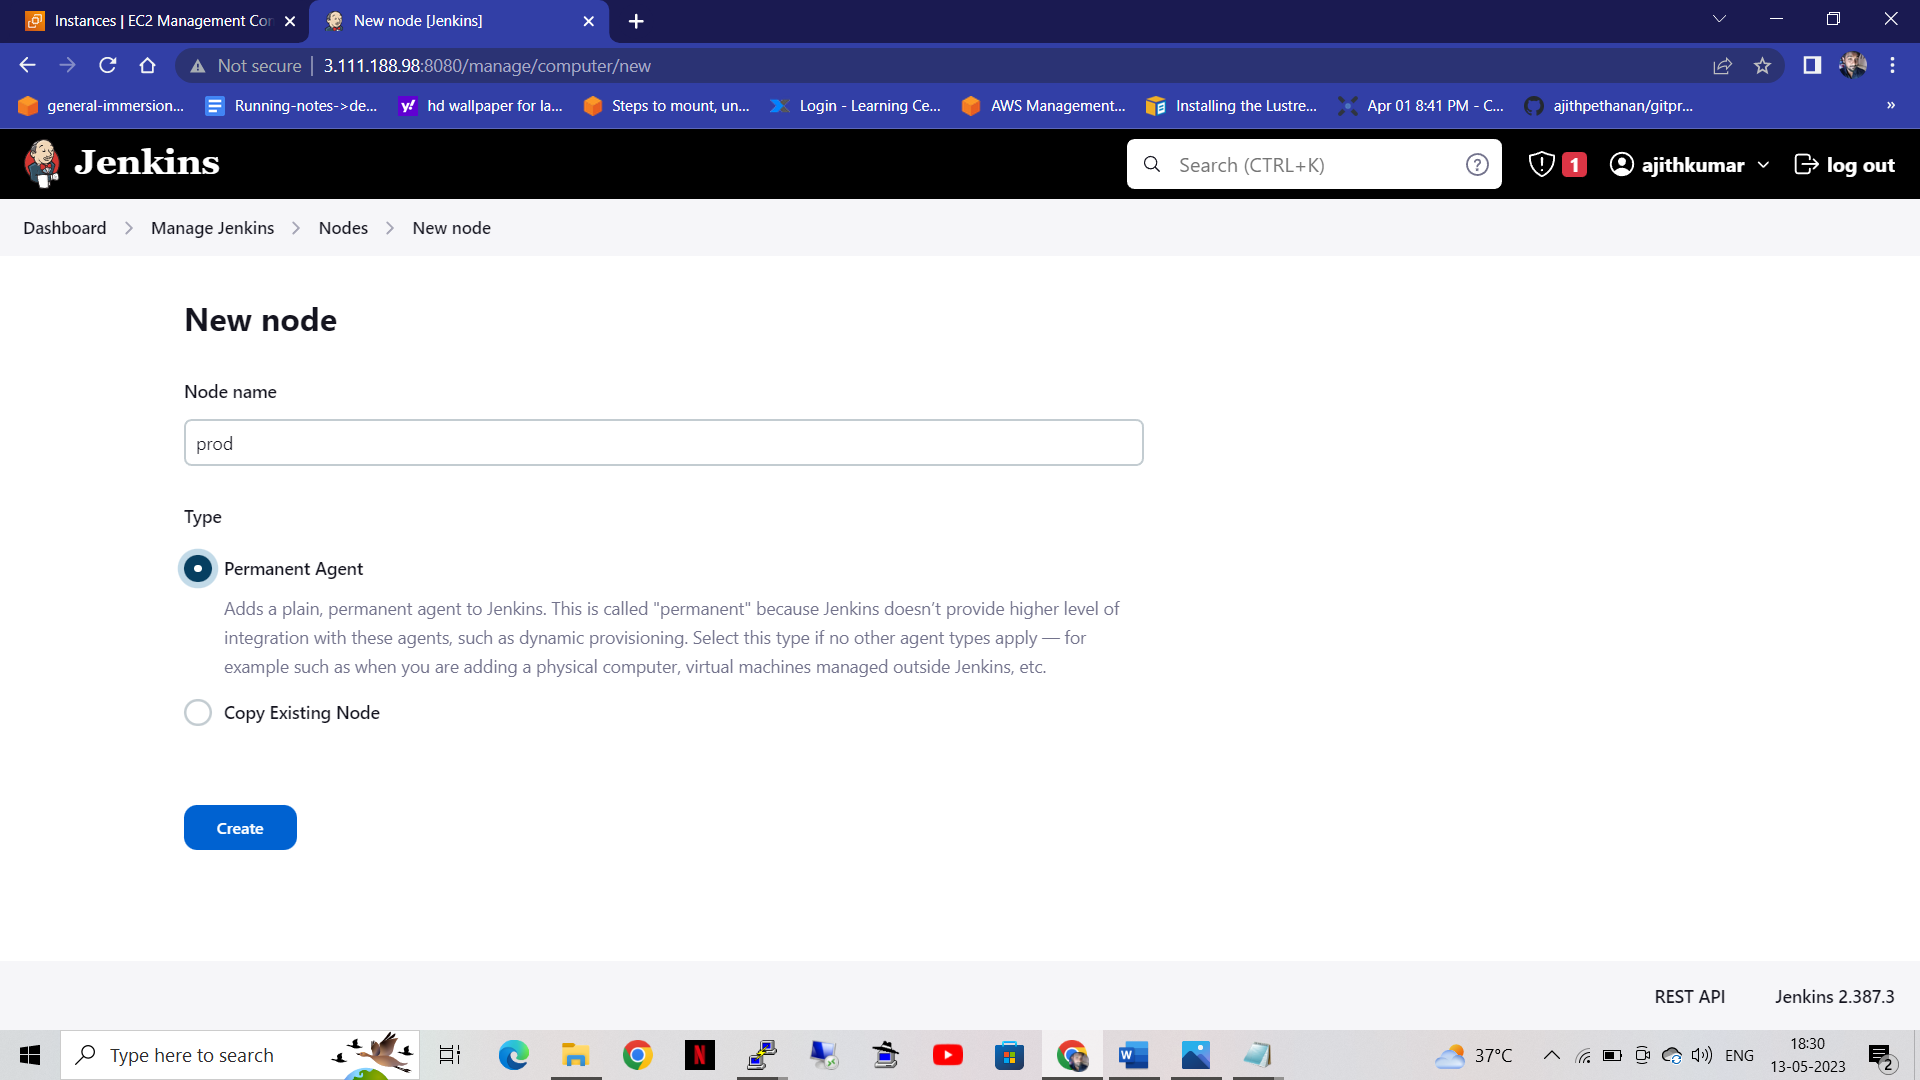 Instances | EC2 Management Con
New node [Jenkins]
Not secure
3.111.188.98:8080/manage/computer/new
general-immersion...
Running-notes->de...
y!
hd wallpaper for la...
Steps to mount, un...
Login - Learning Ce...
AWS Management...
Installing the Lustre...
Apr 01 8:41 PM - C...
ajithpethanan/gitpr...
»
Jenkins
Search (CTRL+K)
?
1
ajithkumar
log out
Dashboard
Manage Jenkins
Nodes
New node
New node
Node name
prod
Type
Permanent Agent
Adds a plain, permanent agent to Jenkins. This is called "permanent" because Jenkins doesn’t provide higher level of
integration with these agents, such as dynamic provisioning. Select this type if no other agent types apply — for
example such as when you are adding a physical computer, virtual machines managed outside Jenkins, etc.
Copy Existing Node
Create
REST API
Jenkins 2.387.3
Type here to search
N
W
37°C
ENG
18:30
13-05-2023
2